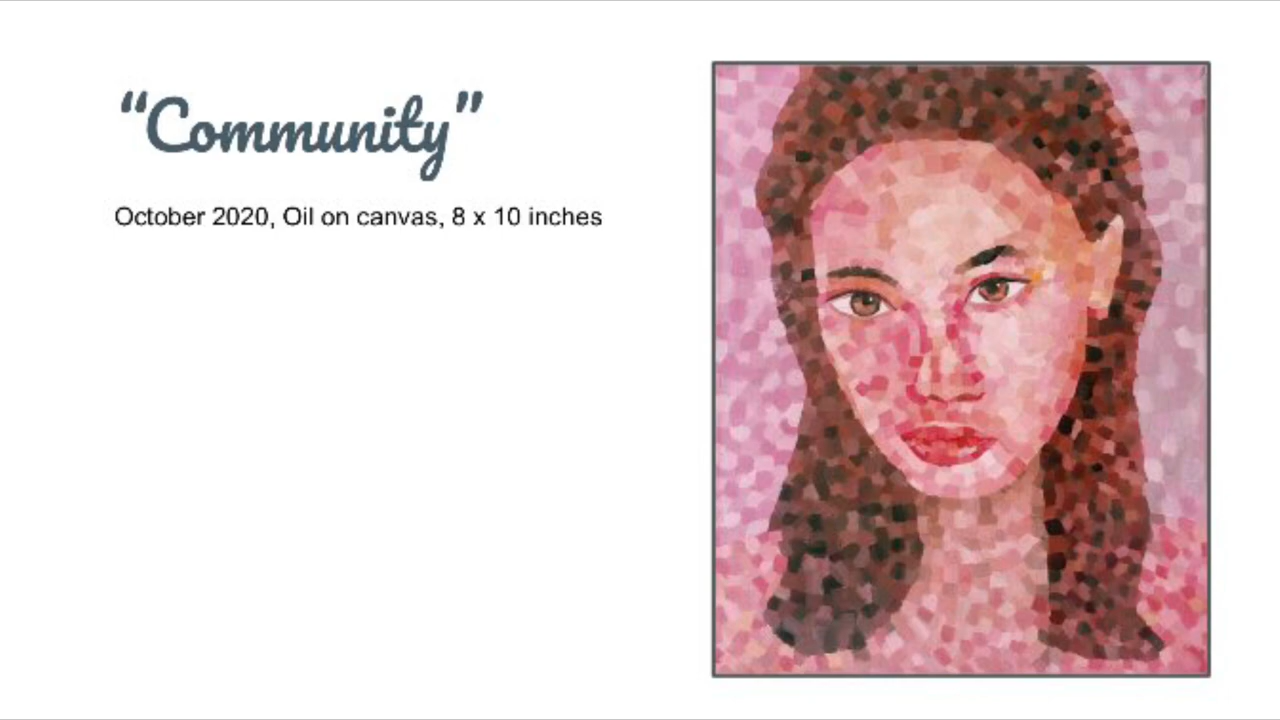 “Community”
October 2020, Oil on canvas, 8 x 10 inches